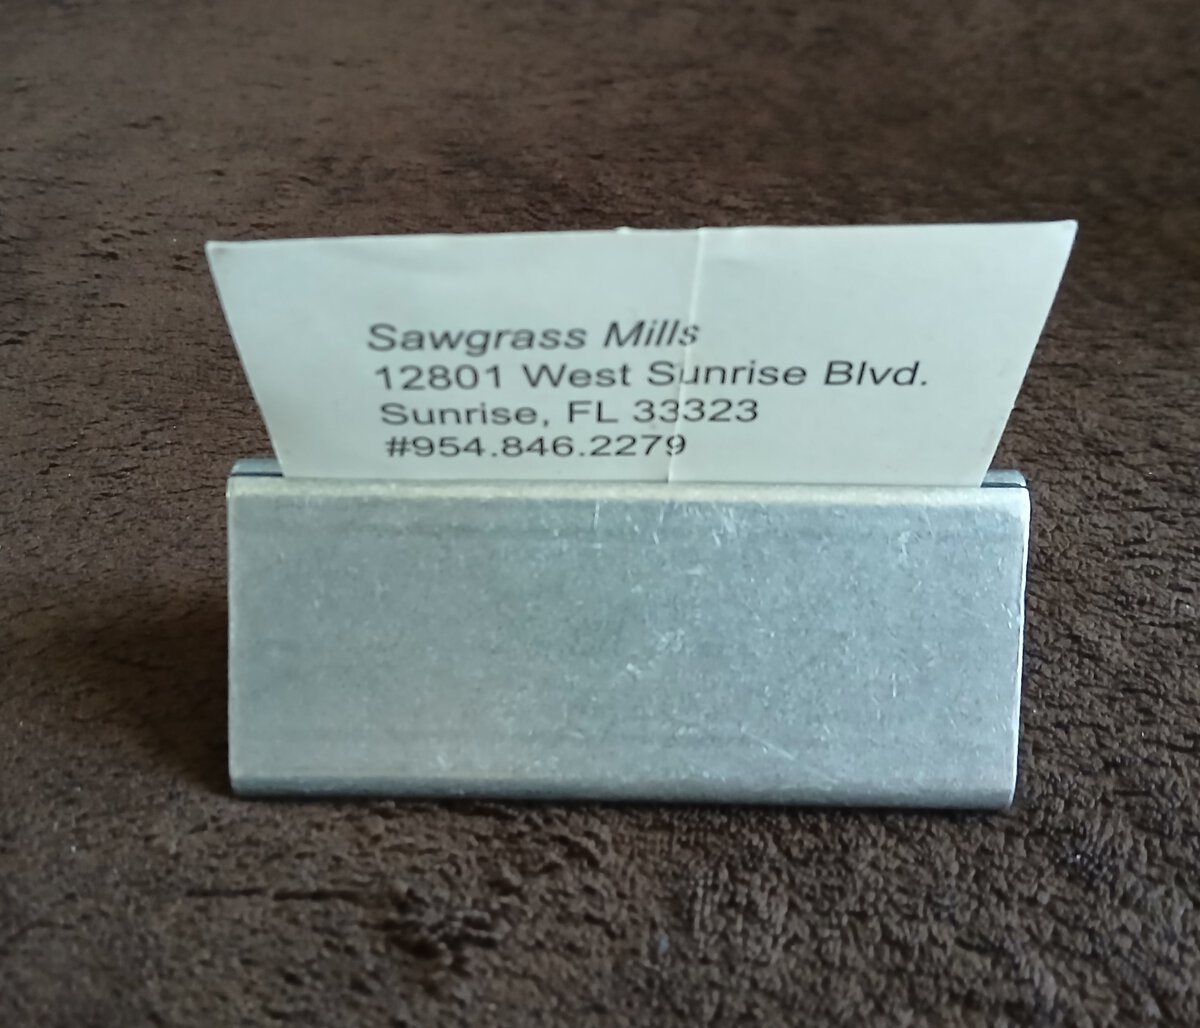 Sawgrass Mills
12801 West Sunrise Blvd.
Sunrise, FL 33323
#954.846.2279